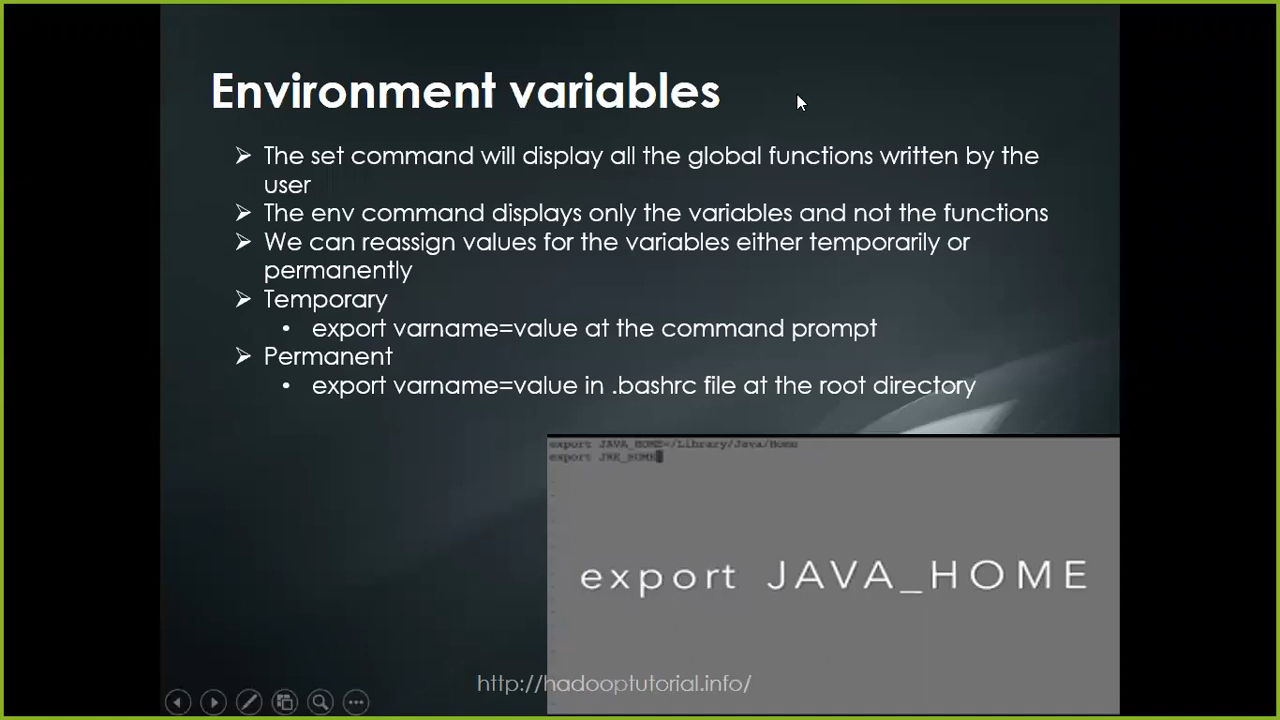 Environment variables
The set command will display all the global functions written by the
user
The env command displays only the variables and not the functions
We can reassign values for the variables either temporarily or
permanently
Temporary
export varname=value at the command prompt
Permanent
export varname=value in .bashrc file at the root directory
export JAVA_HOME=/Library/Java/Home
export JRE_HOME
export JAVA_HOME
http://hadooptutorial.info/